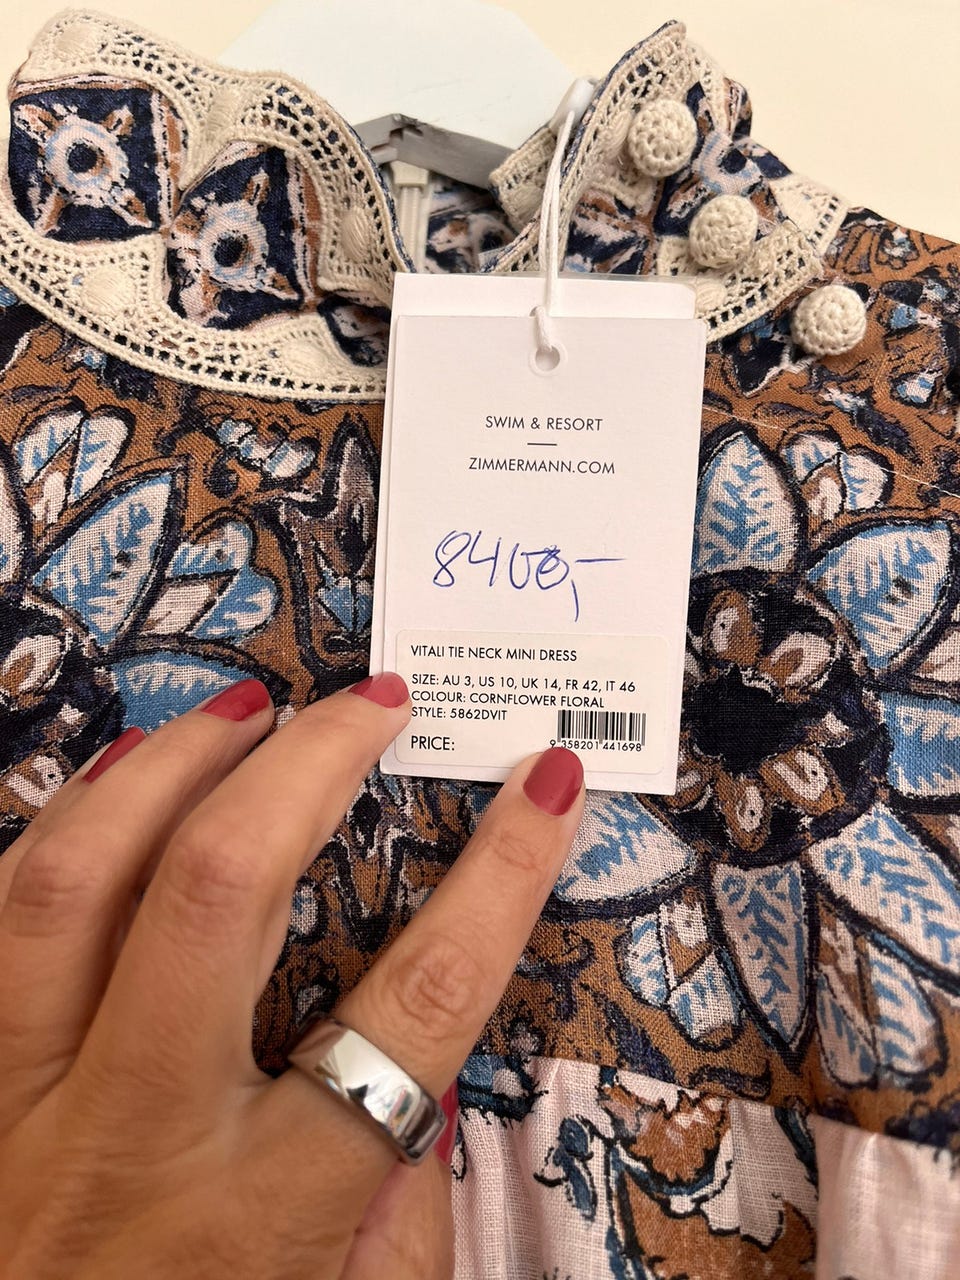 SWIM & RESORT
ZIMMERMANN.COM
8400,-
VITALI TIE NECK MINI DRESS
SIZE: AU 3, US 10, UK 14, FR 42, IT 46
COLOUR: CORNFLOWER FLORAL
STYLE: 5862DVIT
PRICE:
9 358201 441698